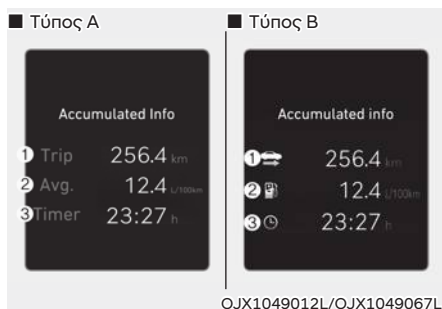 ■ Τύπος A
■ Τύπος B
Accumulated Info
① Trip 256.4 km
② Avg. 12.4 L/100km
③ Timer 23:27 h
Accumulated info
① 256.4 km
② 12.4 L/100km
③ 23:27 h
OJX1049012L/OJX1049067L